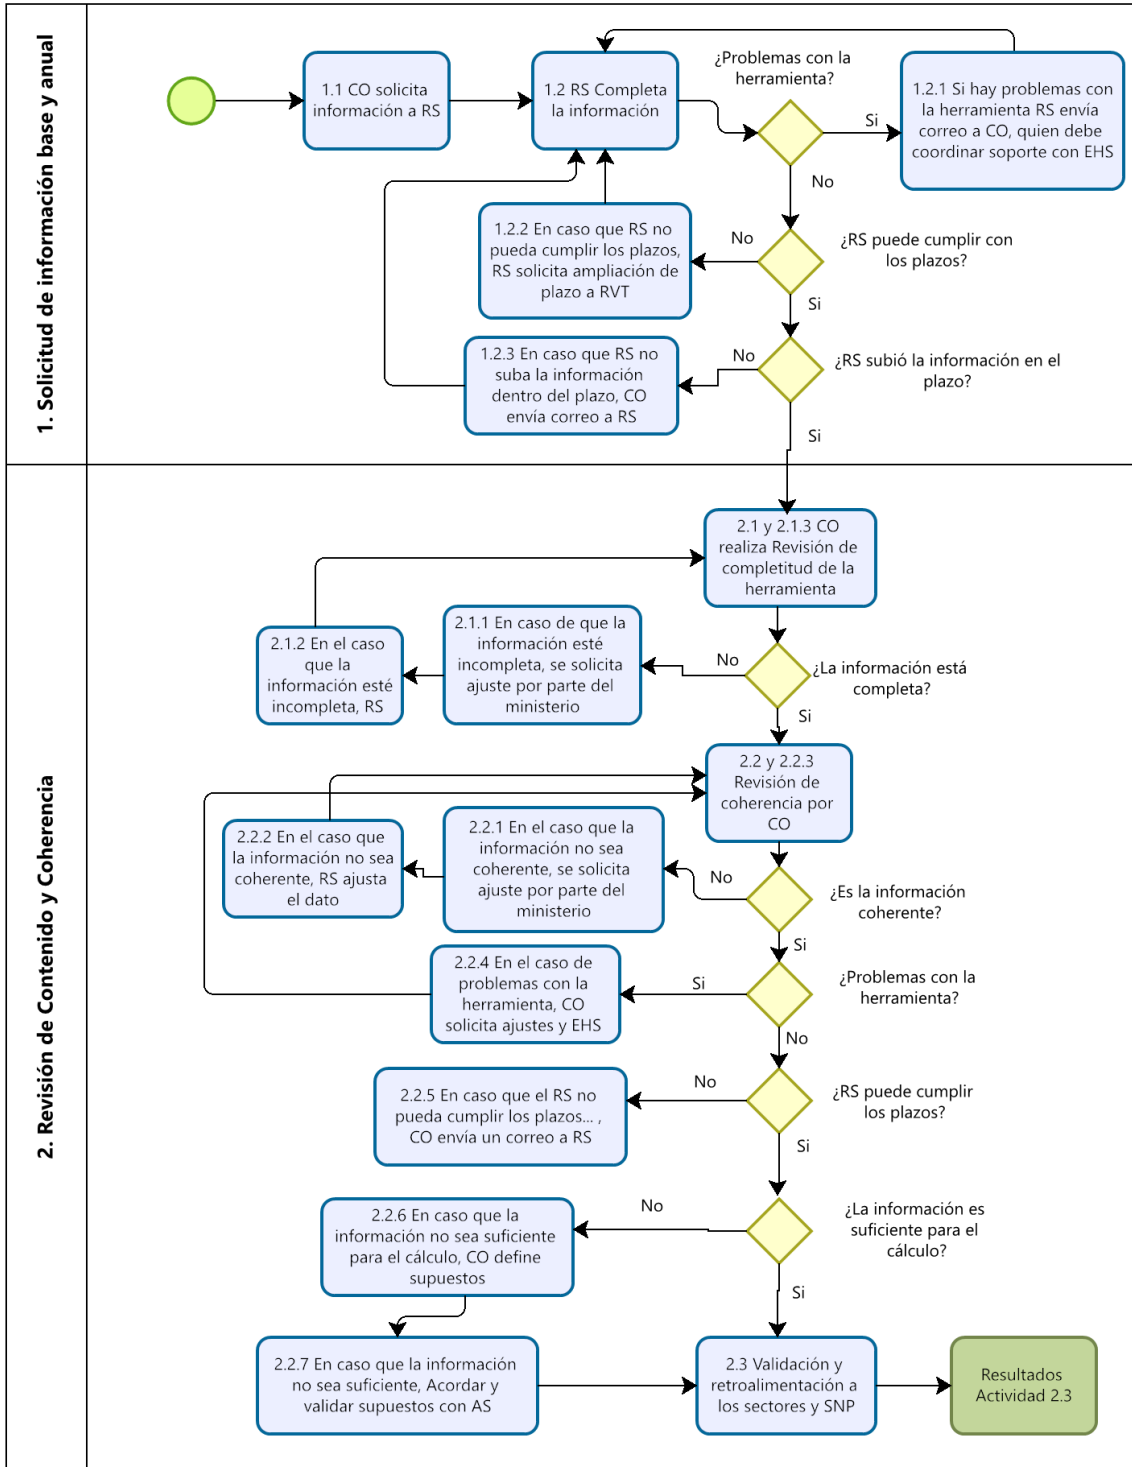 1. Solicitud de información base y anual
1.1 CO solicita
información a RS
1.2 RS Completa
la información
¿Problemas con la
herramienta?
Si
1.2.1 Si hay problemas con
la herramienta RS envía
correo a CO, quien debe
coordinar soporte con EHS
No
1.2.2 En caso que RS no
pueda cumplir los plazos,
RS solicita ampliación de
plazo a RVT
No
¿RS puede cumplir con
los plazos?
Si
1.2.3 En caso que RS no
suba la información
dentro del plazo, CO
envía correo a RS
No
¿RS subió la información en el
plazo?
Si
2. Revisión de Contenido y Coherencia
2.1 y 2.1.3 CO
realiza Revisión de
completitud de la
herramienta
2.1.2 En el caso
que la
información esté
incompleta, RS
2.1.1 En caso de que la
información esté
incompleta, se solicita
ajuste por parte del
ministerio
No
¿La información está
completa?
Si
2.2 y 2.2.3
Revisión de
coherencia por
CO
2.2.2 En el caso que
la información no sea
coherente, RS ajusta
el dato
2.2.1 En el caso que la
información no sea
coherente, se solicita
ajuste por parte del
ministerio
No
¿Es la información
coherente?
Si
2.2.4 En el caso de
problemas con la
herramienta, CO
solicita ajustes y EHS
Si
¿Problemas con la
herramienta?
No
2.2.5 En caso que el RS no
pueda cumplir los plazos... ,
CO envía un correo a RS
No
¿RS puede cumplir
los plazos?
Si
2.2.6 En caso que la
información no sea suficiente
para el cálculo, CO define
supuestos
No
¿La información es
suficiente para el
cálculo?
Si
2.2.7 En caso que la información
no sea suficiente, Acordar y
validar supuestos con AS
2.3 Validación y
retroalimentación a
los sectores y SNP
Resultados
Actividad 2.3